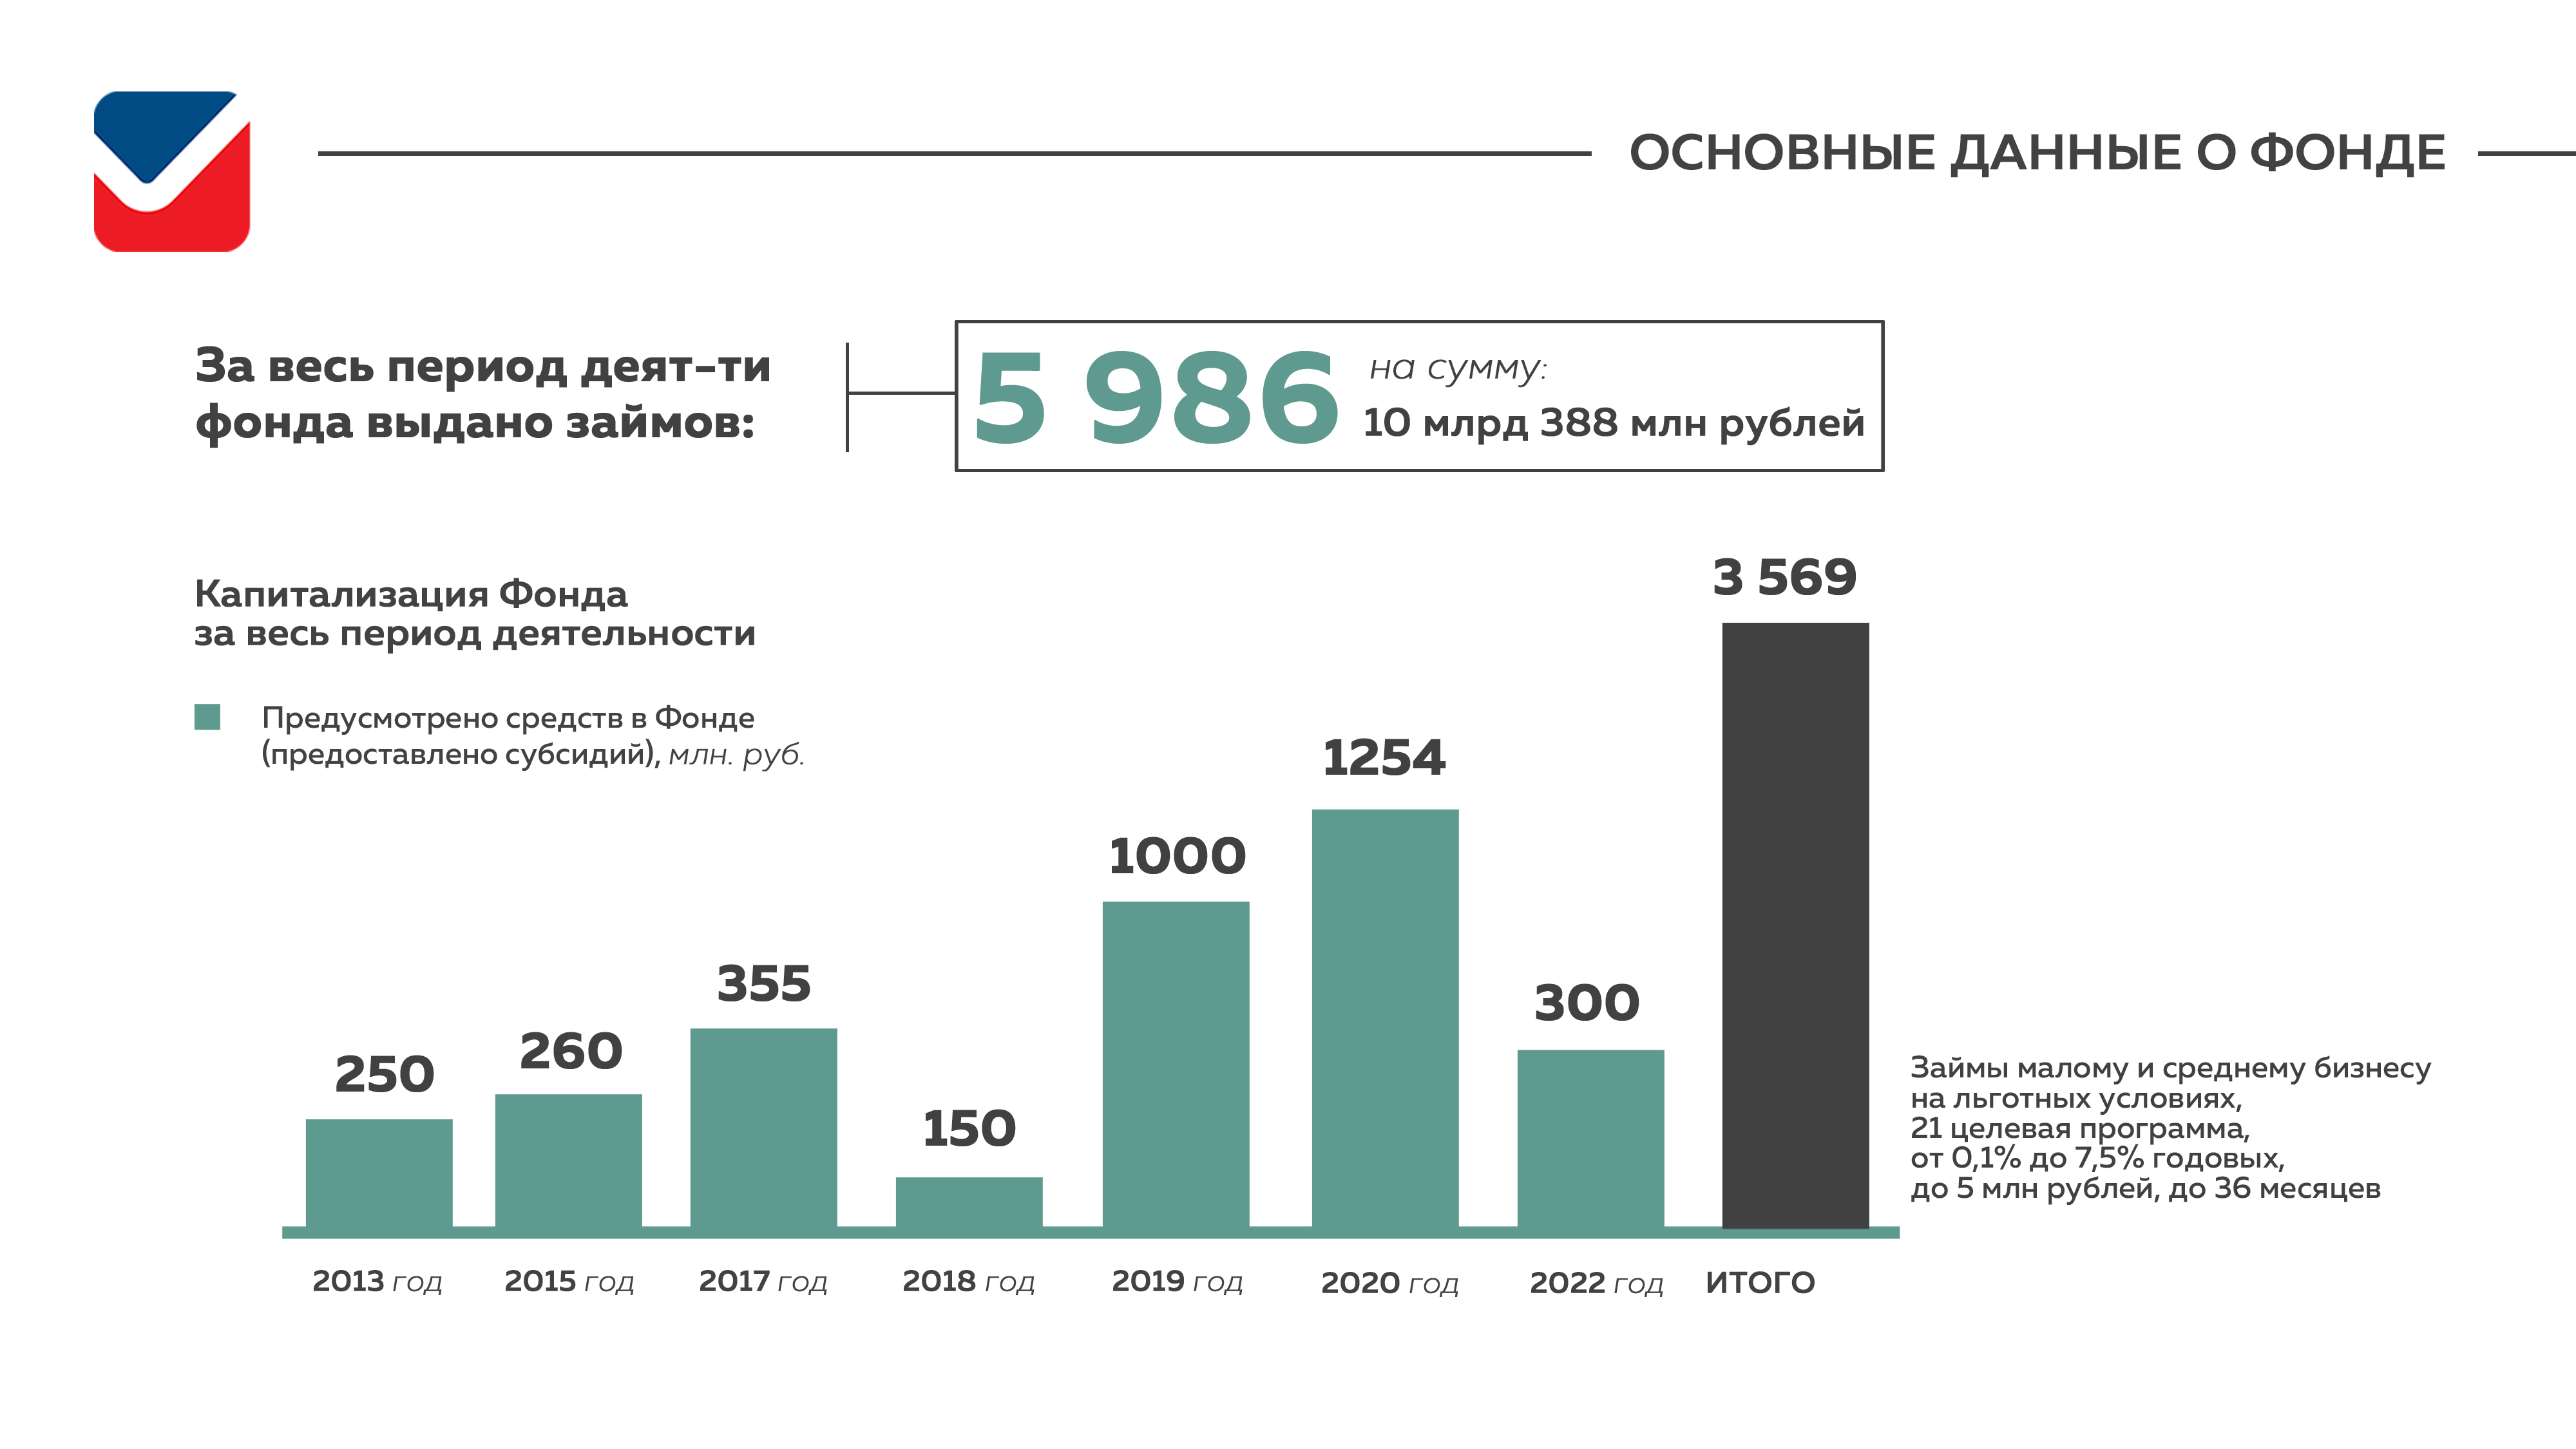 ОСНОВНЫЕ ДАННЫЕ О ФОНДЕ
За весь период деят-ти
фонда выдано займов:
5 986
на сумму:
10 млрд 388 млн рублей
Капитализация Фонда
за весь период деятельности
Предусмотрено средств в Фонде
(предоставлено субсидий), млн. руб.
250
260
355
150
1000
1254
300
3 569
2013 год
2015 год
2017 год
2018 год
2019 год
2020 год
2022 год
ИТОГО
Займы малому и среднему бизнесу
на льготных условиях,
21 целевая программа,
от 0,1% до 7,5% годовых,
до 5 млн рублей, до 36 месяцев